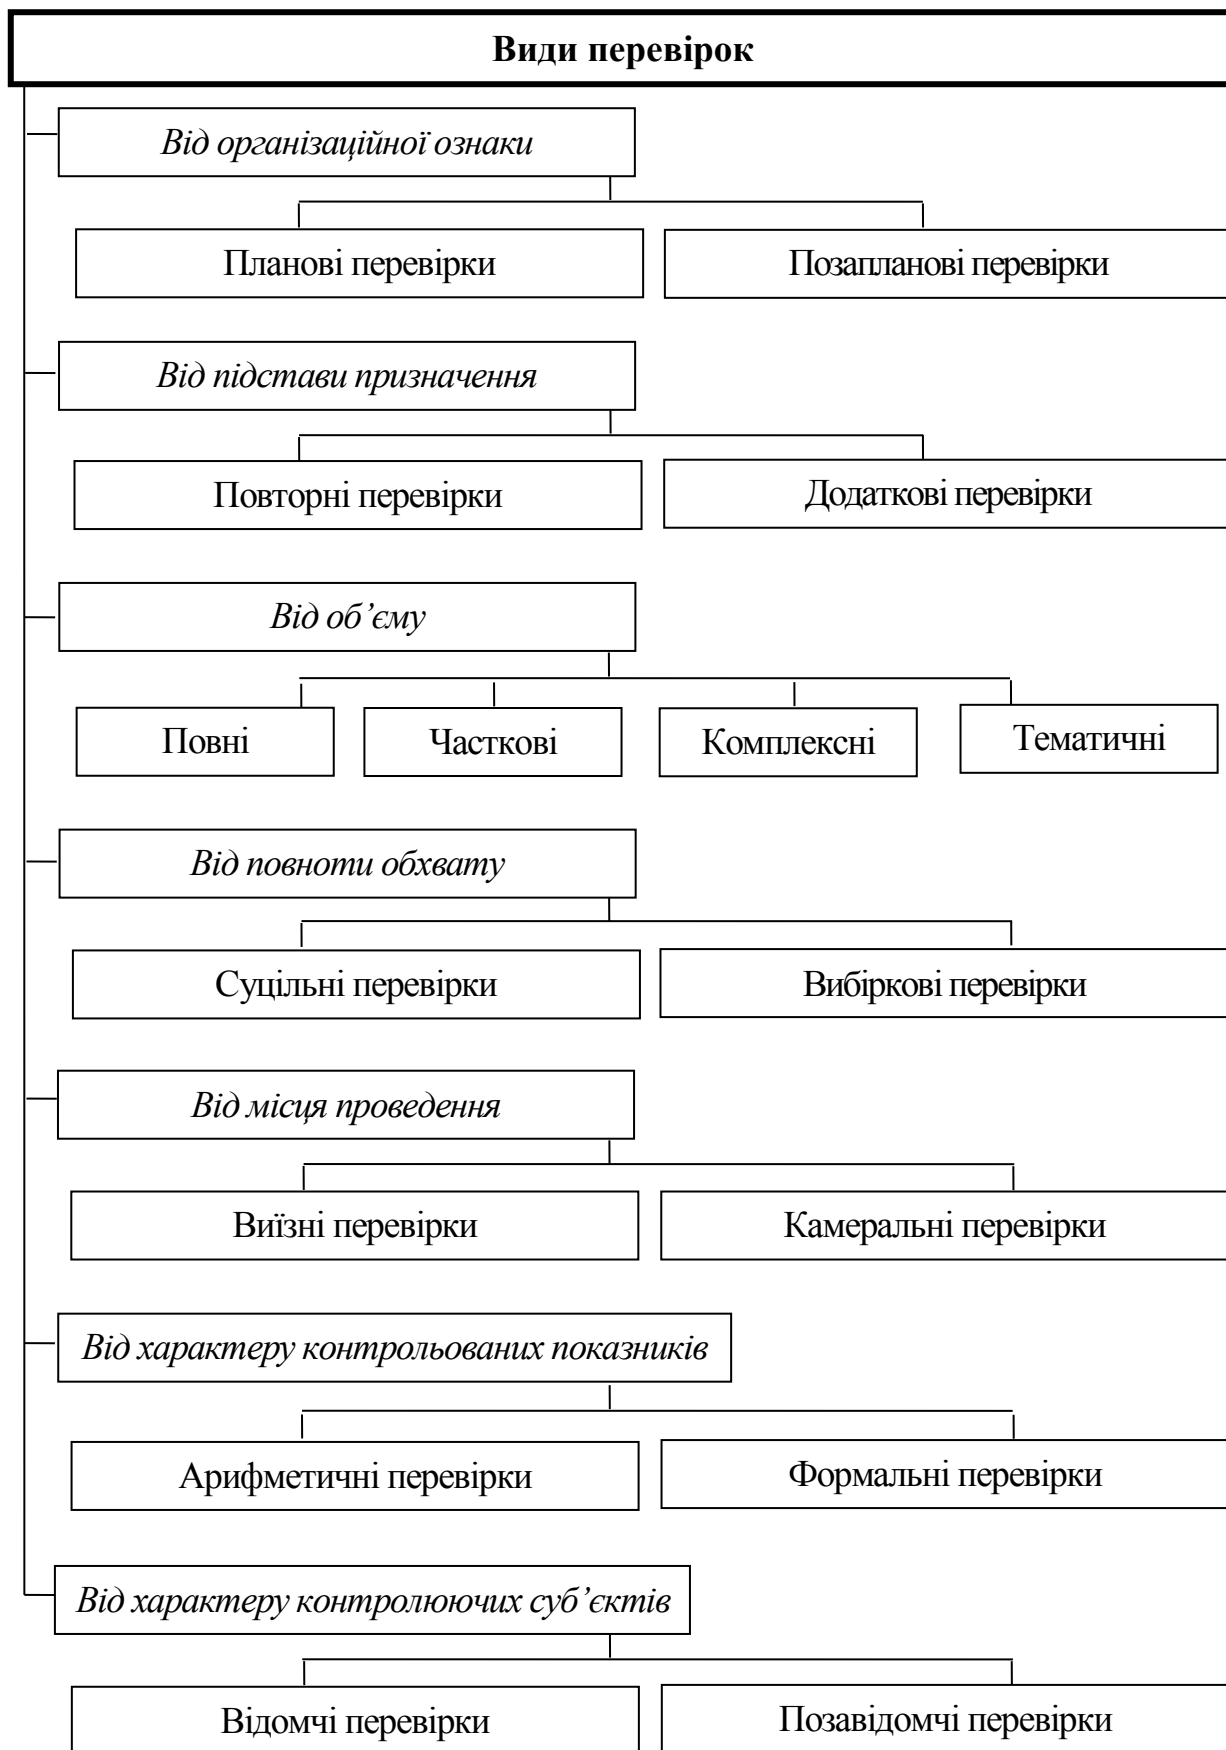 Види перевірок
Від організаційної ознаки
Планові перевірки
Позапланові перевірки
Від підстави призначення
Повторні перевірки
Додаткові перевірки
Від об’єму
Повні
Часткові
Комплексні
Тематичні
Від повноти обхвату
Суцільні перевірки
Вибіркові перевірки
Від місця проведення
Виїзні перевірки
Камеральні перевірки
Від характеру контрольованих показників
Арифметичні перевірки
Формальні перевірки
Від характеру контролюючих суб’єктів
Відомчі перевірки
Позавідомчі перевірки